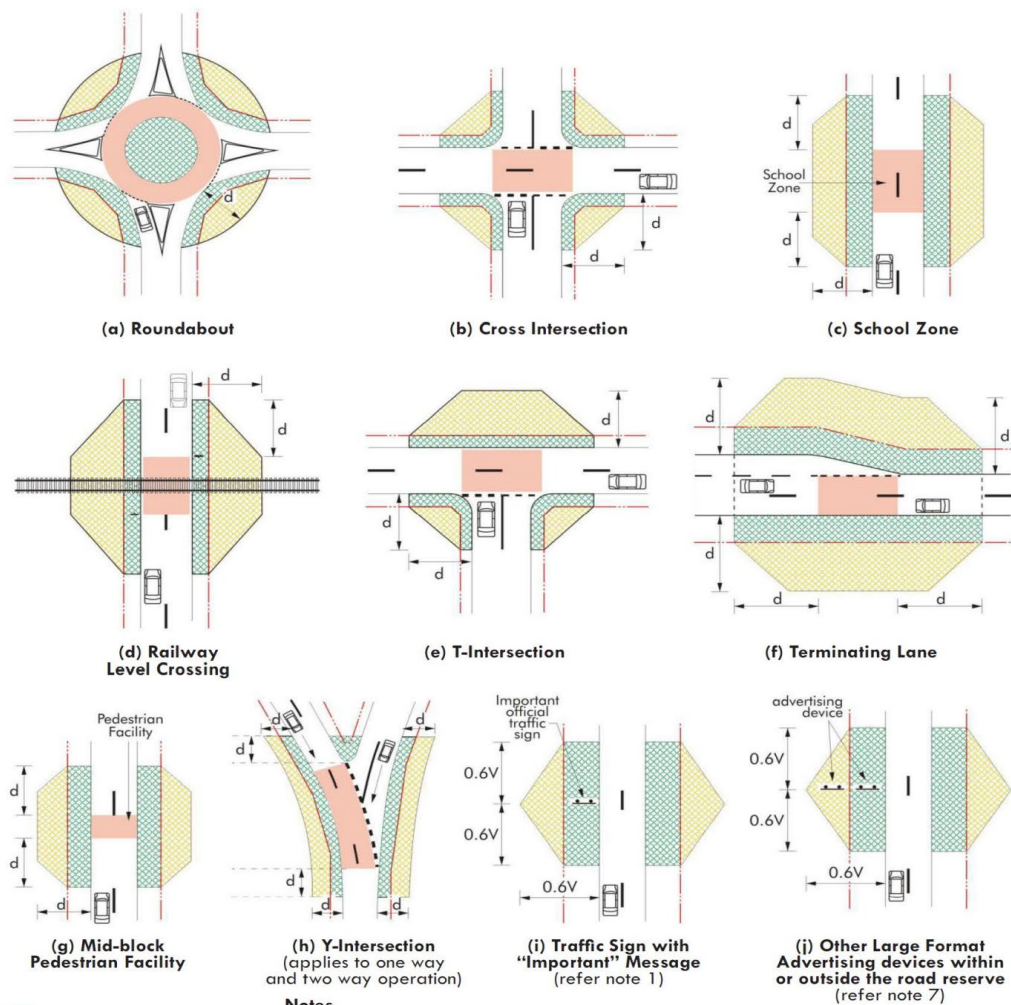 d
(a) Roundabout
d
d
(b) Cross Intersection
d
School
Zone
d
d
(c) School Zone
d
d
(d) Railway
Level Crossing
d
d
d
(e) T-Intersection
d
d
d
d
d
(f) Terminating Lane
Pedestrian
Facility
d
d
d
(g) Mid-block
Pedestrian Facility
d
d
d
d
d
d
(h) Y-Intersection
(applies to one way
and two way operation)
Important
official
traffic
sign
0.6V
0.6V
0.6V
(i) Traffic Sign with
“Important” Message
(refer note 1)
advertising
device
0.6V
0.6V
0.6V
(j) Other Large Format
Advertising devices within
or outside the road reserve
(refer note 7)